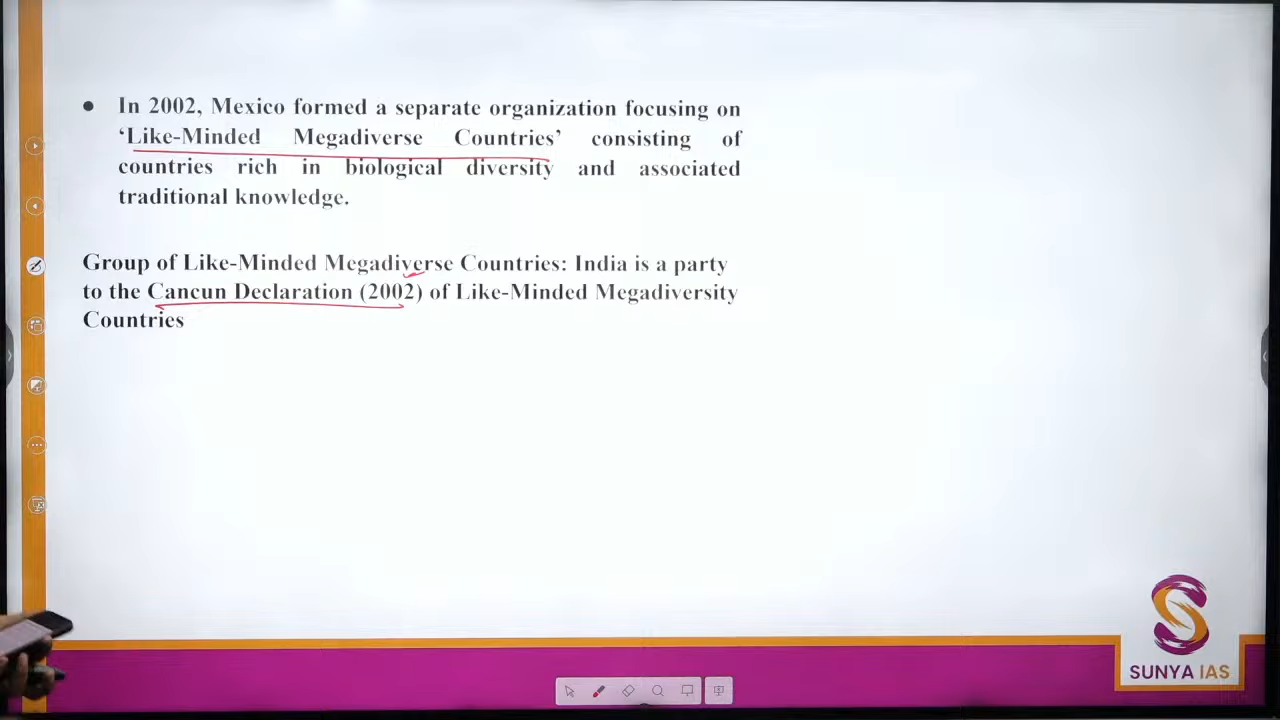 ● In 2002, Mexico formed a separate organization focusing on
‘Like-Minded Megadiverse Countries’ consisting of
countries rich in biological diversity and associated
traditional knowledge.
Group of Like-Minded Megadiverse Countries: India is a party
to the Cancun Declaration (2002) of Like-Minded Megadiversity
Countries
SUNYA IAS